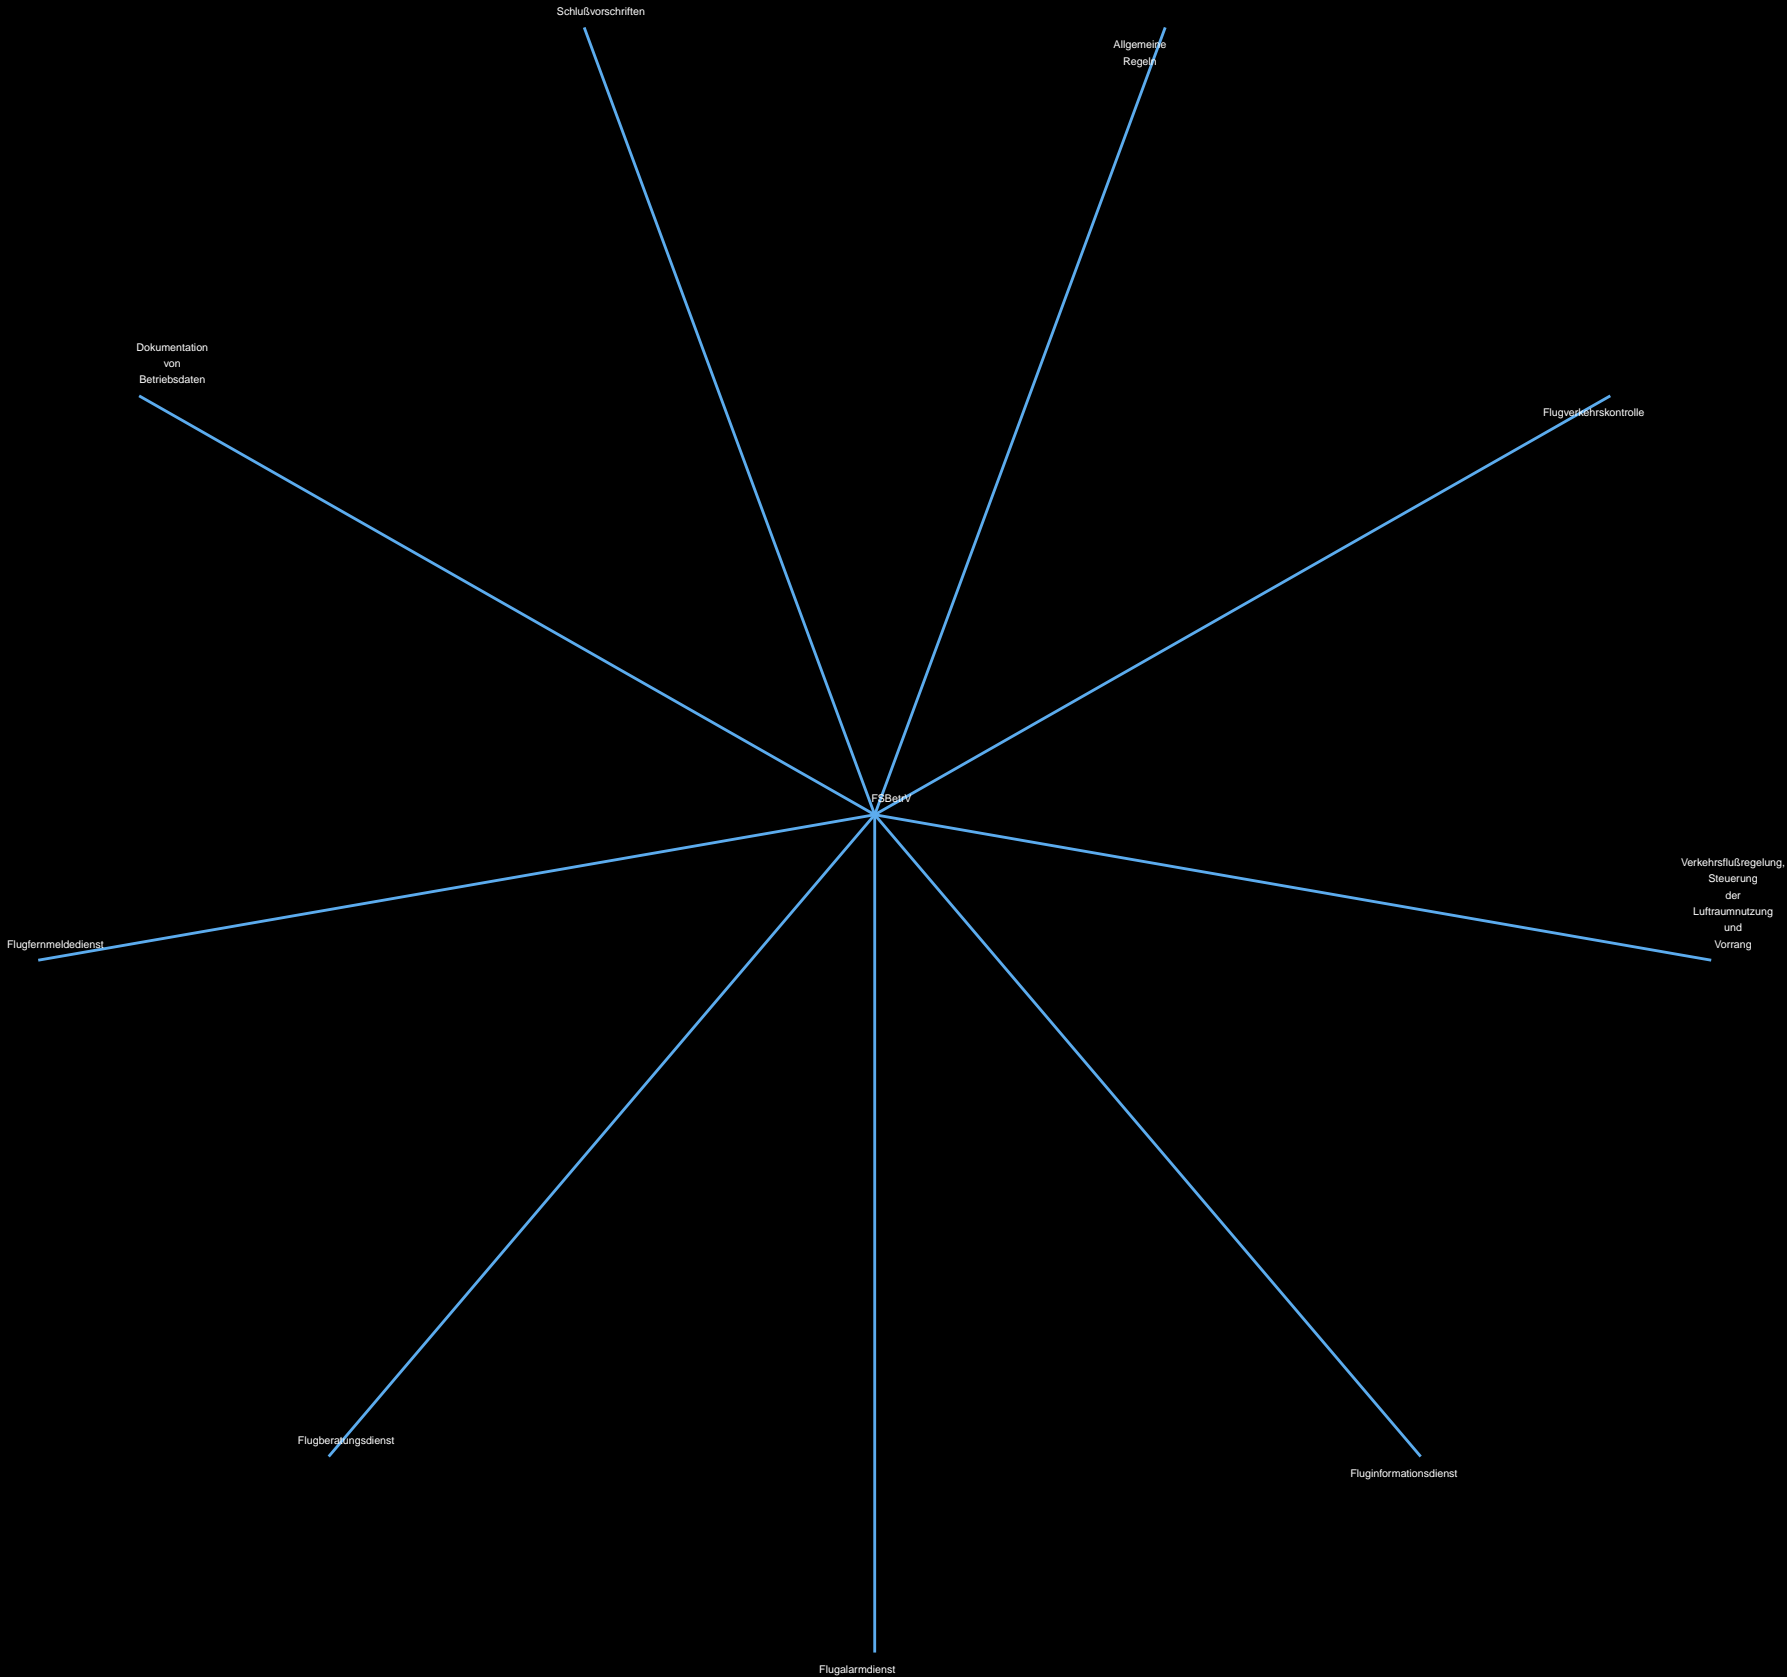 Schlußvorschriften
Allgemeine
Regeln
Dokumentation
von
Betriebsdaten
Flugverkehrskontrolle
FSBetrV
Verkehrsflußregelung,
Steuerung
der
Luftraumnutzung
und
Vorrang
Flugfernmeldedienst
Flugberatungsdienst
Fluginformationsdienst
Flugalarmdienst